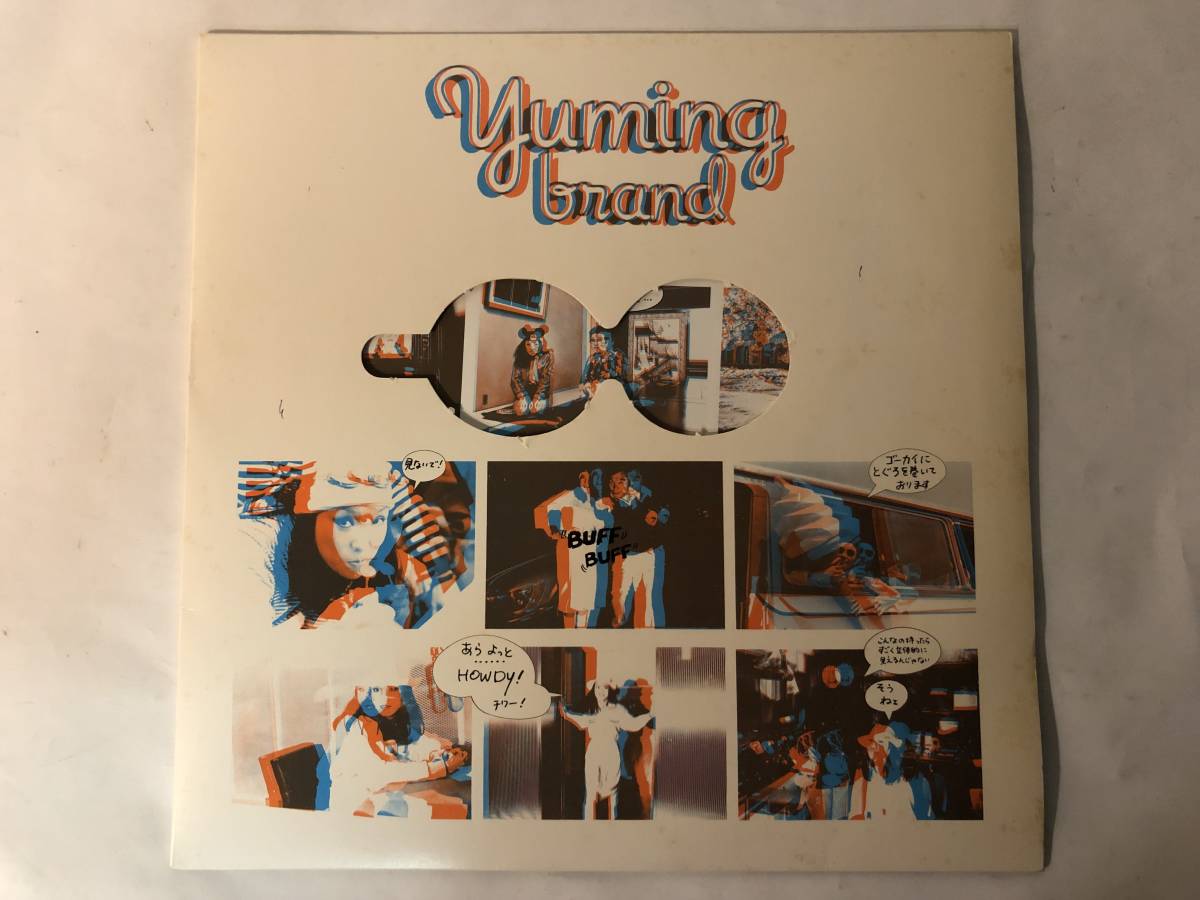 Yuming
brand
見ないで!
"BUFF"
BUFF"
ゴーカイに
とぐろを巻いて
おります
あら よっと
......
HOWDY!
チワー!
こんなの持ったら
すごく立体的に
見えるんじゃない
そう
ねェ